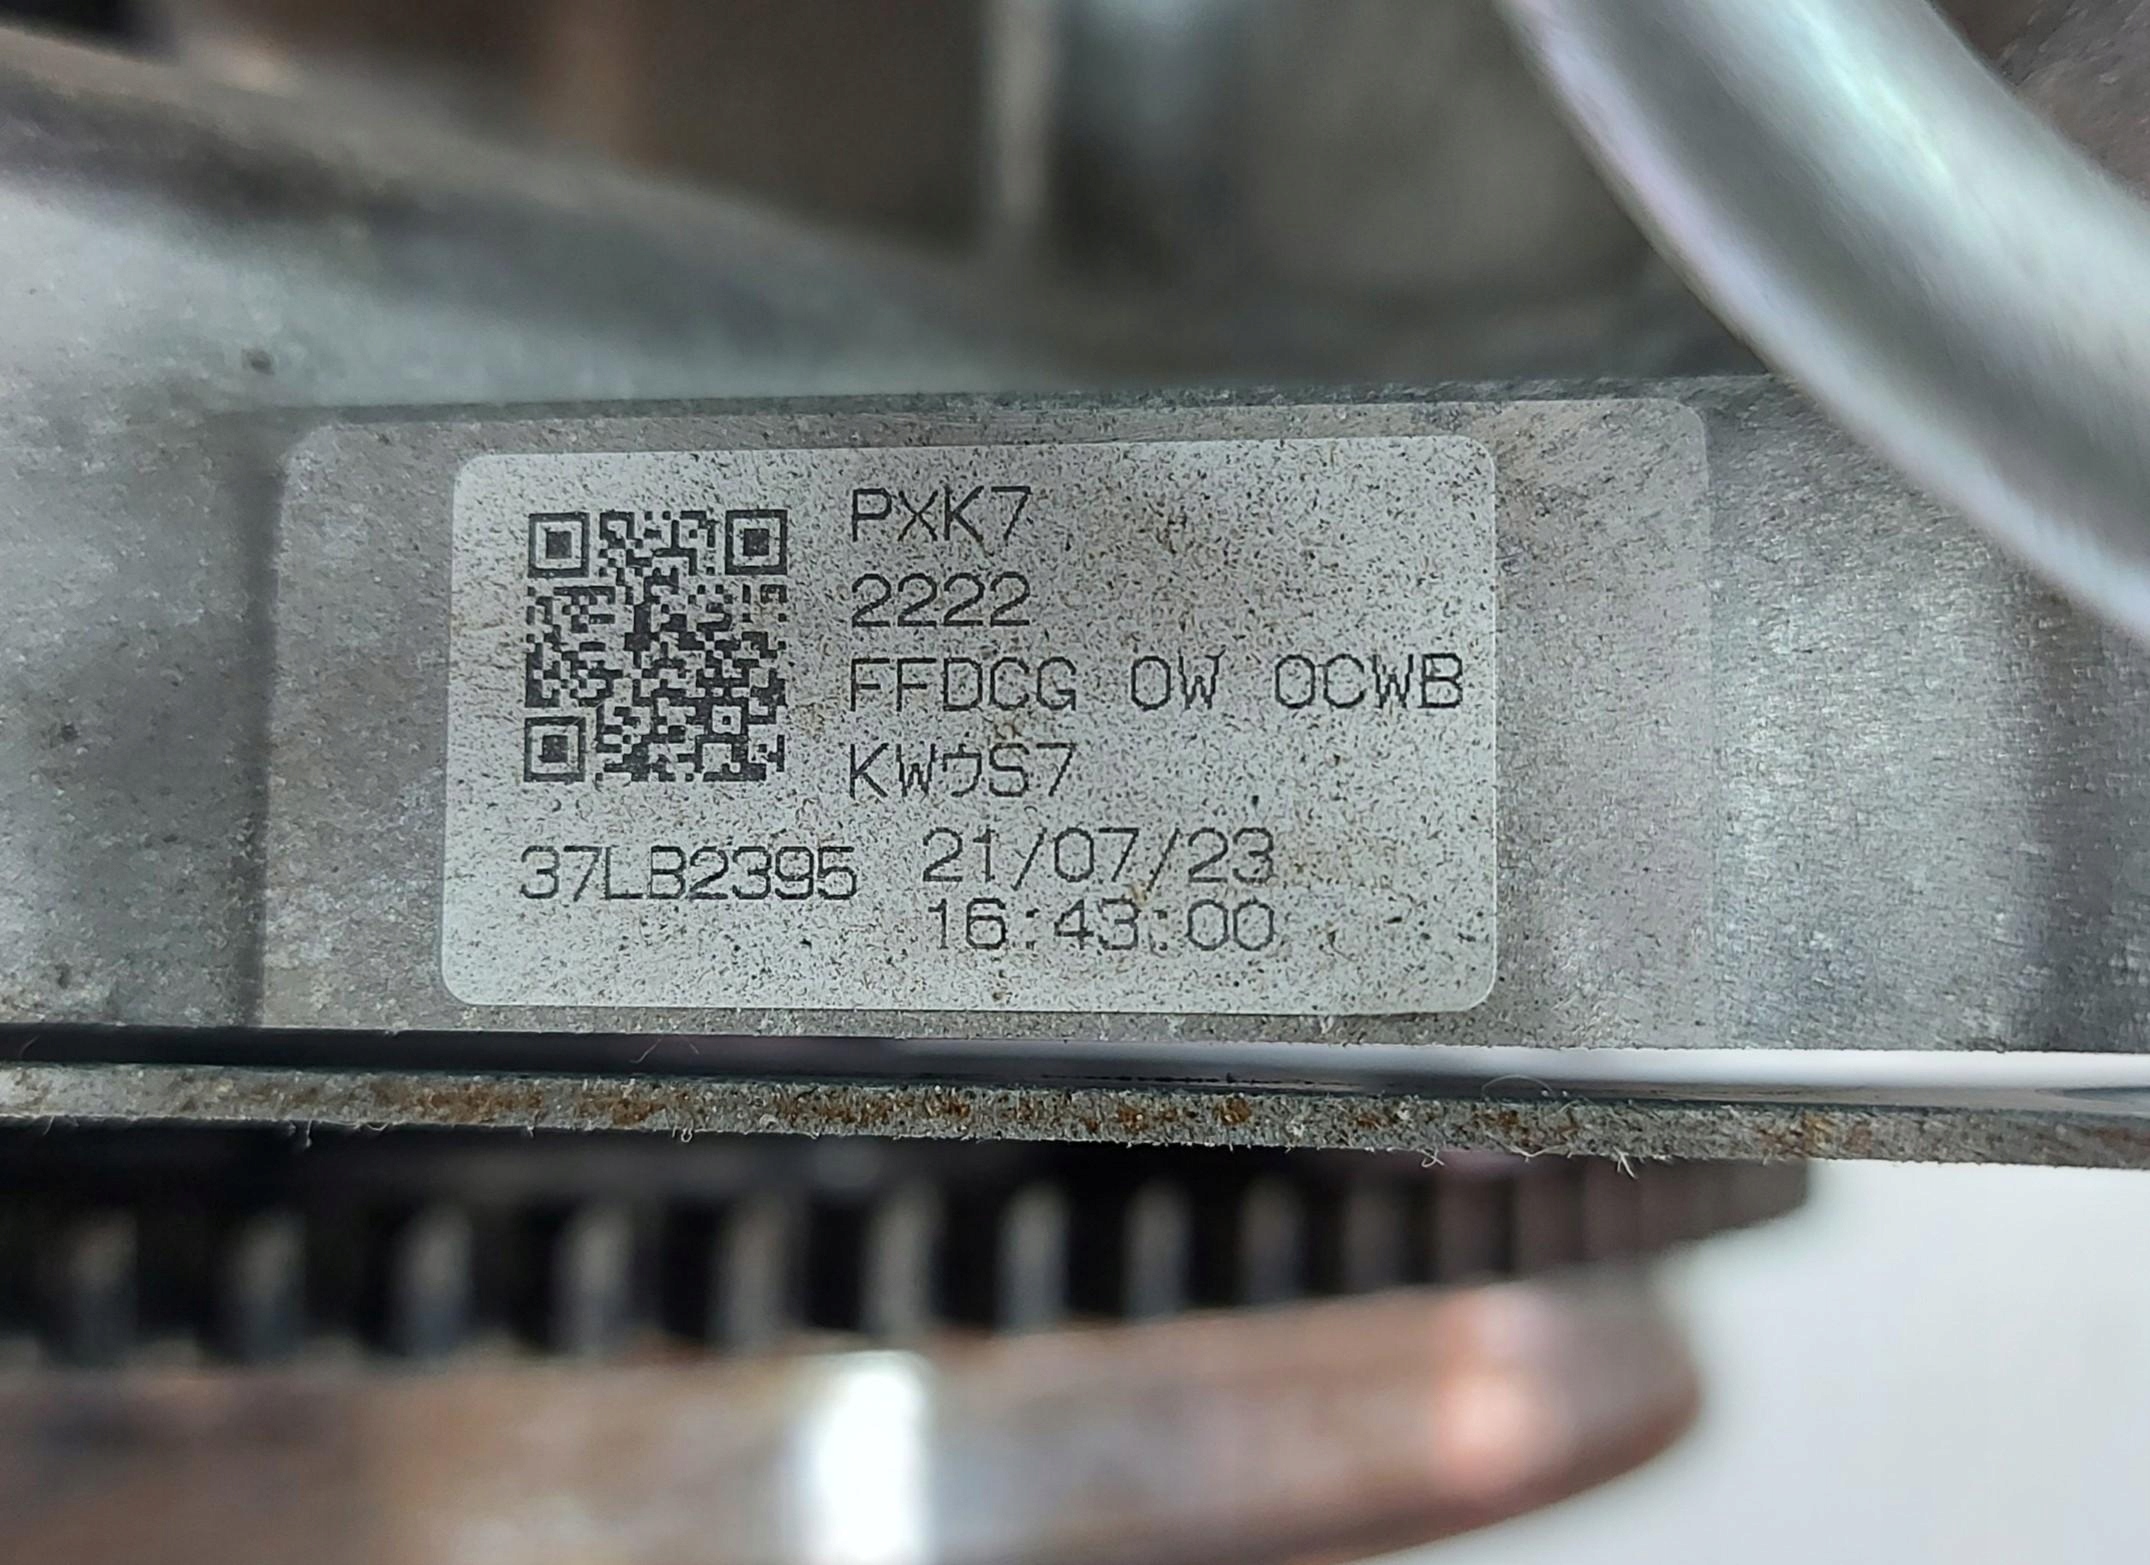 PXK7
2222
FFDCG 0W 0CWB
KWウS7
37LB2395
21/07/23
16:43:00